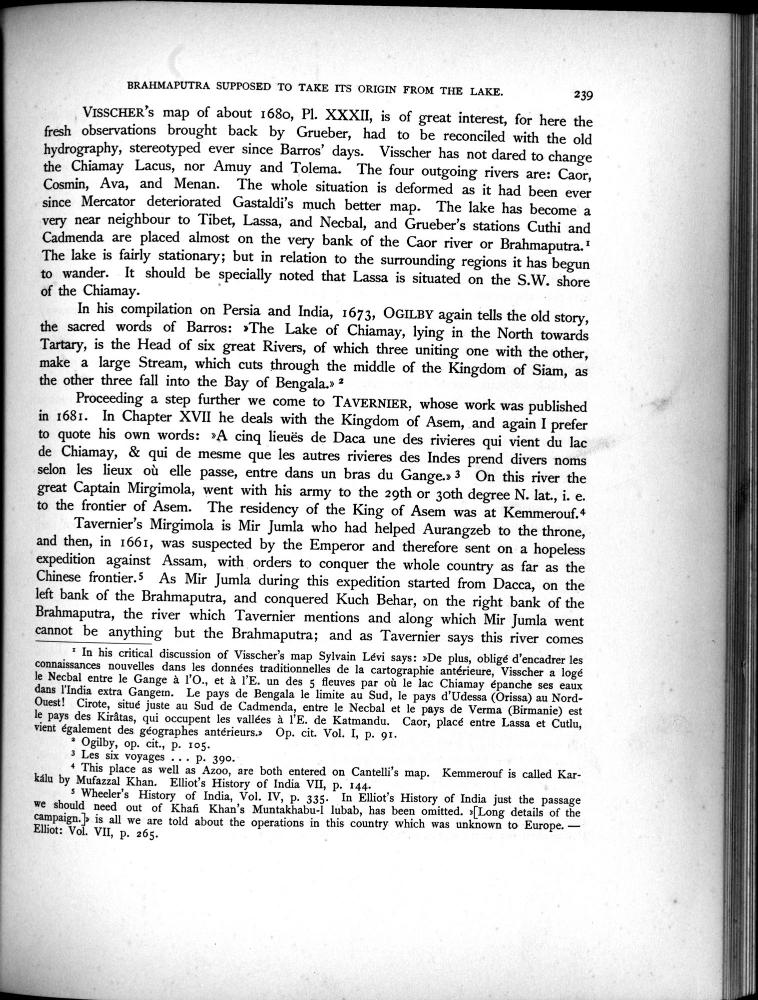 BRAHMAPUTRA SUPPOSED TO TAKE ITS ORIGIN FROM THE LAKE. 239
VISSCHER's map of about 1680, Pl. XXXII, is of great interest, for here the
fresh observations brought back by Grueber, had to be reconciled with the old
hydrography, stereotyped ever since Barros' days. Visscher has not dared to change
the Chiamay Lacus, nor Amuy and Tolema. The four outgoing rivers are: Caor,
Cosmin, Ava, and Menan. The whole situation is deformed as it had been ever
since Mercator deteriorated Gastaldi's much better map. The lake has become a
very near neighbour to Tibet, Lassa, and Necbal, and Grueber's stations Cuthi and
Cadmenda are placed almost on the very bank of the Caor river or Brahmaputra.¹
The lake is fairly stationary; but in relation to the surrounding regions it has begun
to wander. It should be specially noted that Lassa is situated on the S.W. shore
of the Chiamay.
In his compilation on Persia and India, 1673, OGILBY again tells the old story,
the sacred words of Barros: »The Lake of Chiamay, lying in the North towards
Tartary, is the Head of six great Rivers, of which three uniting one with the other,
make a large Stream, which cuts through the middle of the Kingdom of Siam, as
the other three fall into the Bay of Bengala.» ²
Proceeding a step further we come to TAVERNIER, whose work was published
in 1681. In Chapter XVII he deals with the Kingdom of Asem, and again I prefer
to quote his own words: »A cinq lieuës de Daca une des rivieres qui vient du lac
de Chiamay, & qui de mesme que les autres rivieres des Indes prend divers noms
selon les lieux où elle passe, entre dans un bras du Gange.» ³ On this river the
great Captain Mirgimola, went with his army to the 29th or 30th degree N. lat., i. e.
to the frontier of Asem. The residency of the King of Asem was at Kemmerouf.⁴
Tavernier's Mirgimola is Mir Jumla who had helped Aurangzeb to the throne,
and then, in 1661, was suspected by the Emperor and therefore sent on a hopeless
expedition against Assam, with orders to conquer the whole country as far as the
Chinese frontier.⁵ As Mir Jumla during this expedition started from Dacca, on the
left bank of the Brahmaputra, and conquered Kuch Behar, on the right bank of the
Brahmaputra, the river which Tavernier mentions and along which Mir Jumla went
cannot be anything but the Brahmaputra; and as Tavernier says this river comes
¹ In his critical discussion of Visscher's map Sylvain Lévi says: »De plus, obligé d'encadrer les
connaissances nouvelles dans les données traditionnelles de la cartographie antérieure, Visscher a logé
le Necbal entre le Gange à l'O., et à l'E. un des 5 fleuves par où le lac Chiamay épanche ses eaux
dans l'India extra Gangem. Le pays de Bengala le limite au Sud, le pays d'Udessa (Orissa) au Nord-
Ouest! Cirote, situé juste au Sud de Cadmenda, entre le Necbal et le pays de Verma (Birmanie) est
le pays des Kirâtas, qui occupent les vallées à l'E. de Katmandu. Caor, placé entre Lassa et Cutlu,
vient également des géographes antérieurs.» Op. cit. Vol. I, p. 91.
² Ogilby, op. cit., p. 105.
³ Les six voyages . . . p. 390.
⁴ This place as well as Azoo, are both entered on Cantelli's map. Kemmerouf is called Kar-
kálu by Mufazzal Khan. Elliot's History of India VII, p. 144.
⁵ Wheeler's History of India, Vol. IV, p. 335. In Elliot's History of India just the passage
we should need out of Khafi Khan's Muntakhabu-l lubab, has been omitted. »[Long details of the
campaign.]» is all we are told about the operations in this country which was unknown to Europe. —
Elliot: Vol. VII, p. 265.